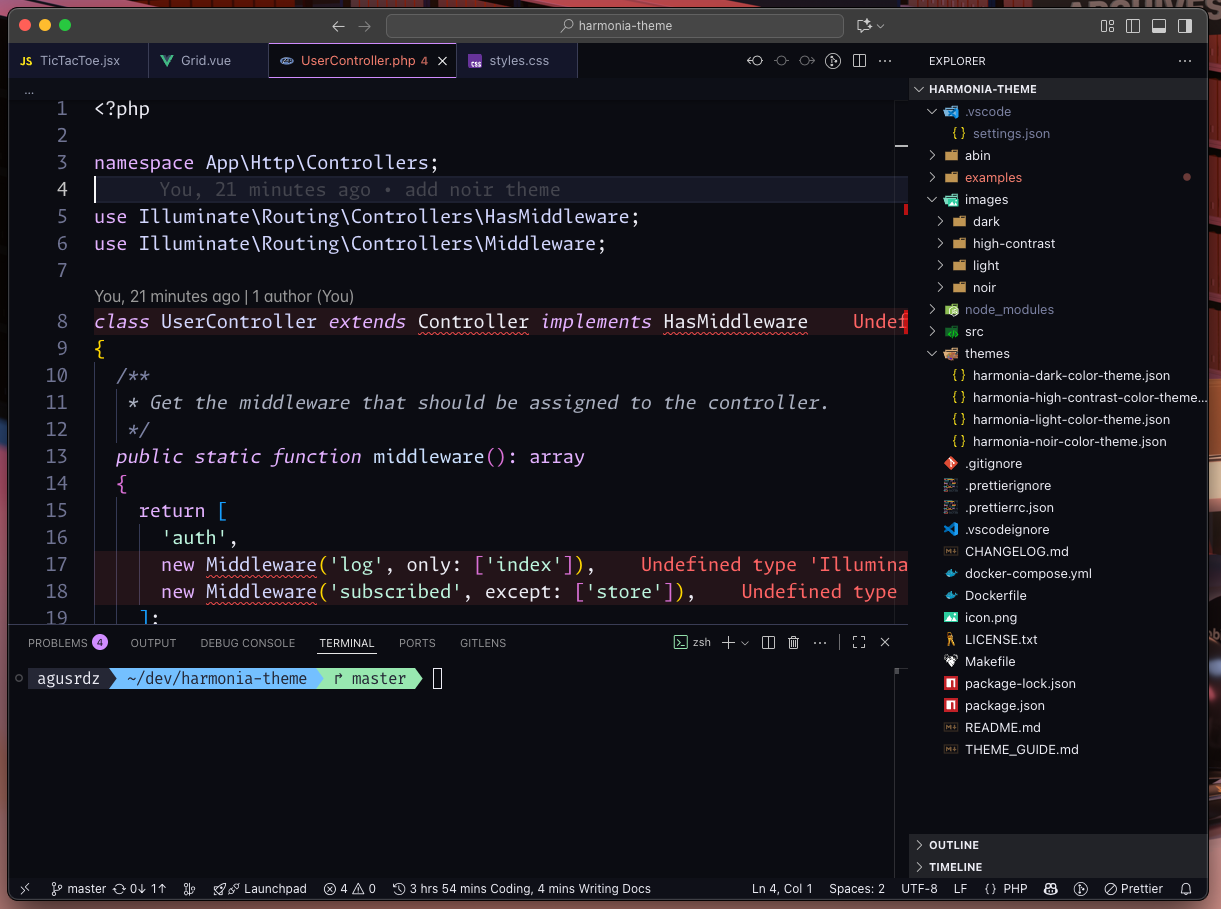 harmonia-theme
JS TicTacToe.jsx
Grid.vue
UserController.php 4
styles.css
...
1 <?php
2
3 namespace App\Http\Controllers;
4 You, 21 minutes ago • add noir theme
5 use Illuminate\Routing\Controllers\HasMiddleware;
6 use Illuminate\Routing\Controllers\Middleware;
7
You, 21 minutes ago | 1 author (You)
8 class UserController extends Controller implements HasMiddleware Undef
9 {
10 /**
11 * Get the middleware that should be assigned to the controller.
12 */
13 public static function middleware(): array
14 {
15 return [
16 'auth',
17 new Middleware('log', only: ['index']), Undefined type 'Illumina
18 new Middleware('subscribed', except: ['store']), Undefined type
19 ];
PROBLEMS 4 OUTPUT DEBUG CONSOLE TERMINAL PORTS GITLENS
zsh
agusrdz ~/dev/harmonia-theme master
EXPLORER
HARMONIA-THEME
.vscode
{ } settings.json
abin
examples
images
dark
high-contrast
light
noir
node_modules
src
themes
{ } harmonia-dark-color-theme.json
{ } harmonia-high-contrast-color-theme...
{ } harmonia-light-color-theme.json
{ } harmonia-noir-color-theme.json
.gitignore
.prettierignore
.prettierrc.json
.vscodeignore
CHANGELOG.md
docker-compose.yml
Dockerfile
icon.png
LICENSE.txt
Makefile
package-lock.json
package.json
README.md
THEME_GUIDE.md
OUTLINE
TIMELINE
master 0↓ 1↑ Launchpad 4 0 3 hrs 54 mins Coding, 4 mins Writing Docs Ln 4, Col 1 Spaces: 2 UTF-8 LF { } PHP Prettier